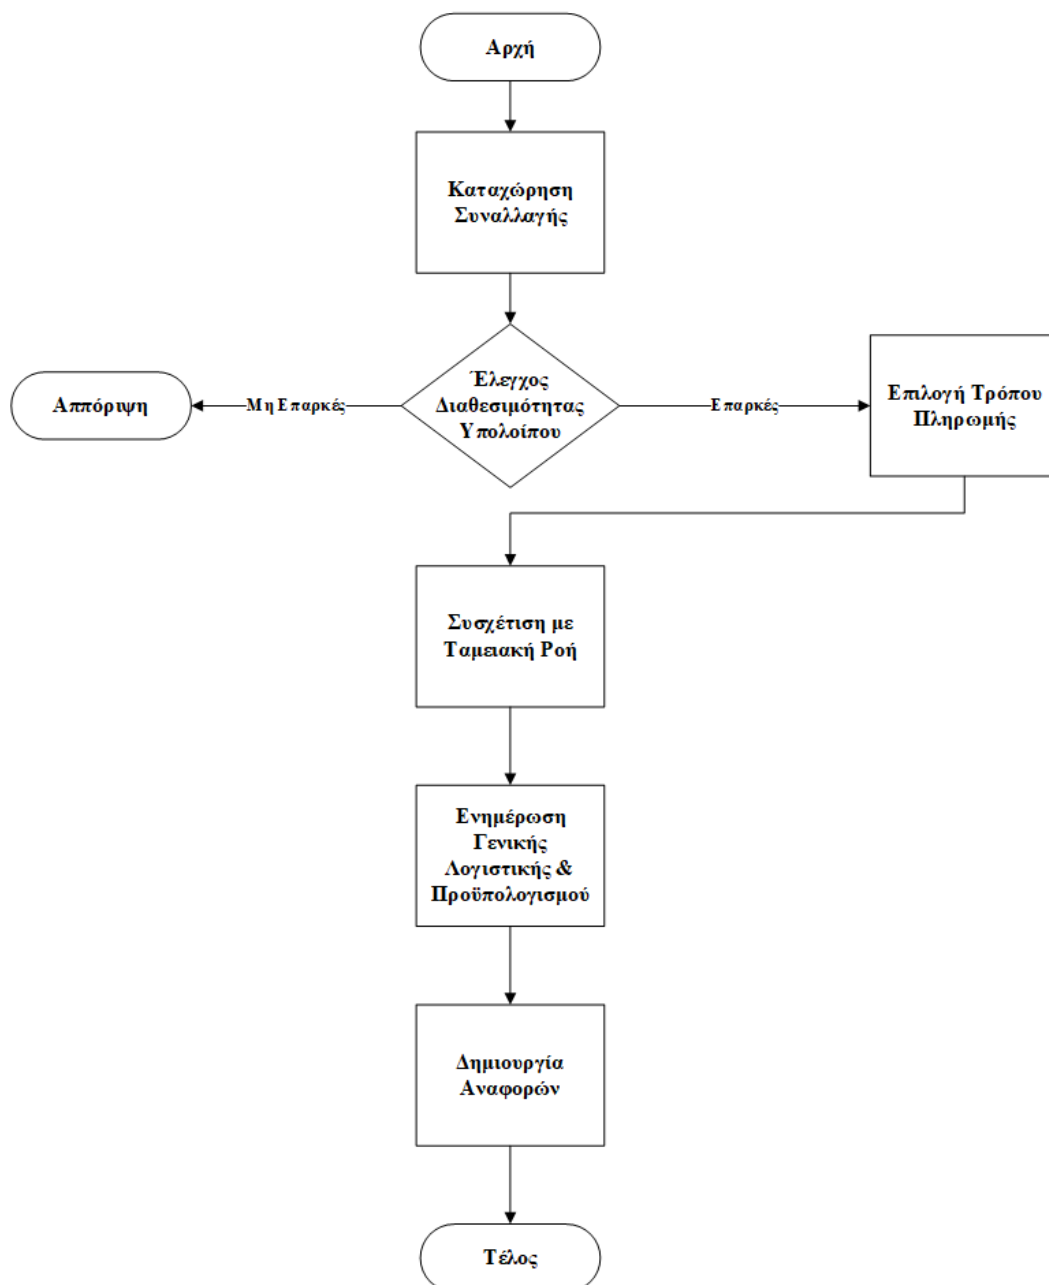 Αρχή
Καταχώρηση
Συναλλαγής
Έλεγχος
Διαθεσιμότητας
Υπολοίπου
Αππόριψη
Μη Επαρκές
Επαρκές
Επιλογή Τρόπου
Πληρωμής
Συσχέτιση με
Ταμειακή Ροή
Ενημέρωση
Γενικής
Λογιστικής &
Προϋπολογισμού
Δημιουργία
Αναφορών
Τέλος